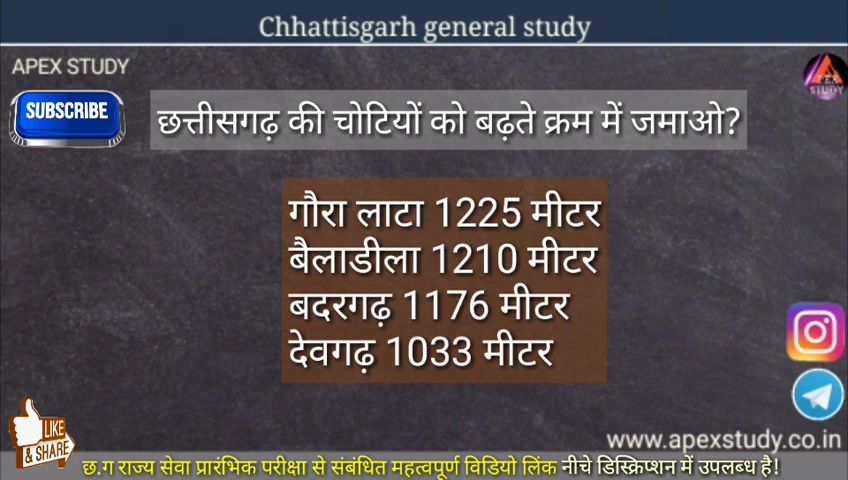 Chhattisgarh general study
APEX STUDY
SUBSCRIBE
छत्तीसगढ़ की चोटियों को बढ़ते क्रम में जमाओ?
गौरा लाटा 1225 मीटर
बैलाडीला 1210 मीटर
बदरगढ़ 1176 मीटर
देवगढ़ 1033 मीटर
LIKE
& SHARE
www.apexstudy.co.in
छ.ग राज्य सेवा प्रारंभिक परीक्षा से संबंधित महत्वपूर्ण विडियो लिंक नीचे डिस्क्रिप्शन में उपलब्ध है!